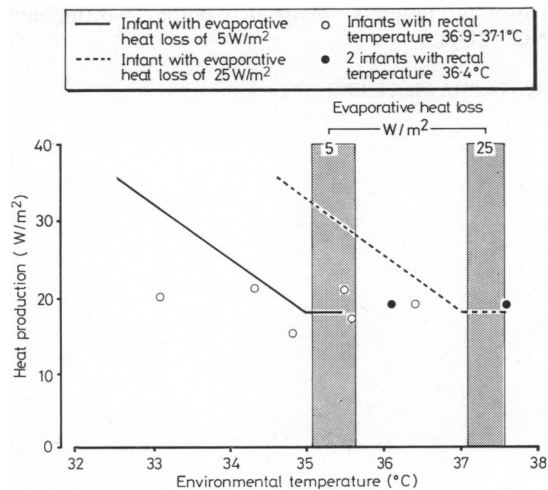 Infant with evaporative
heat loss of 5W/m²
Infant with evaporative
heat loss of 25W/m²
Infants with rectal
temperature 36·9-37·1°C
2 infants with rectal
temperature 36·4°C
Evaporative heat loss
W/m²
5
25
40
30
20
10
0
Heat production (W/m²)
32
33
34
35
36
37
38
Environmental temperature (°C)